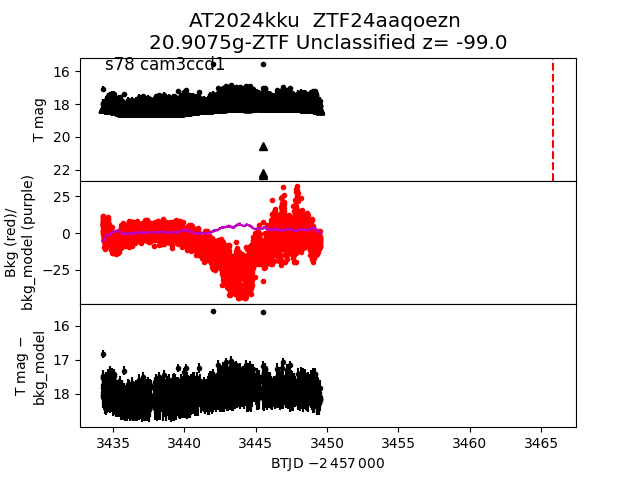 AT2024kku  ZTF24aaqoezn
20.9075g-ZTF Unclassified z= -99.0
s78 cam3ccd1
16
18
20
22
T mag
25
0
−25
Bkg (red)/
bkg_model (purple)
16
17
18
T mag −
bkg_model
3435 3440 3445 3450 3455 3460 3465
BTJD −2 457 000